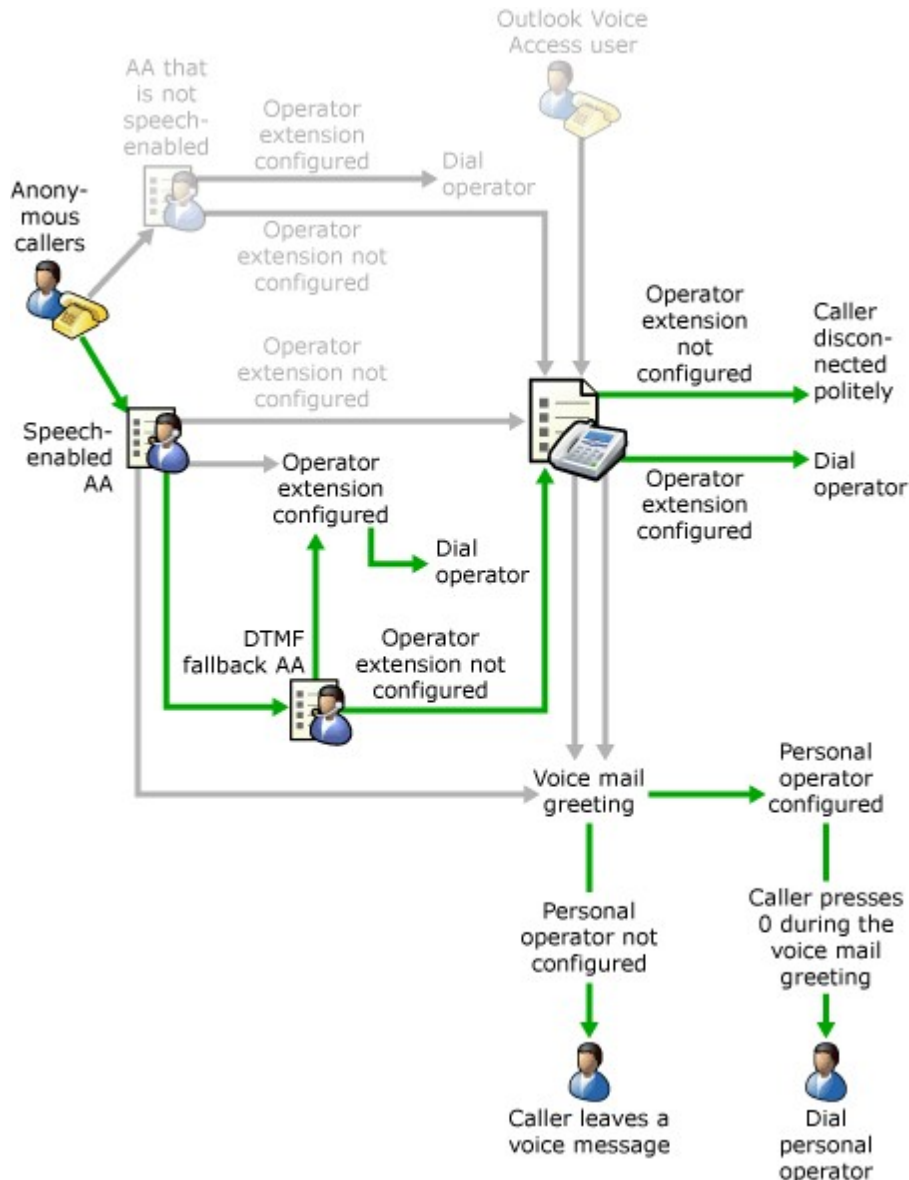 Outlook Voice
Access user
AA that
is not
speech-
enabled
Operator
extension
configured
Dial
operator
Anony-
mous
callers
Operator
extension not
configured
Operator
extension
not
configured
Caller
discon-
nected
politely
Operator
extension not
configured
Speech-
enabled
AA
Operator
extension
configured
Dial
operator
Operator
extension
configured
Dial
operator
DTMF
fallback AA
Operator
extension not
configured
Voice mail
greeting
Personal
operator
configured
Personal
operator not
configured
Caller presses
0 during the
voice mail
greeting
Caller leaves a
voice message
Dial
personal
operator